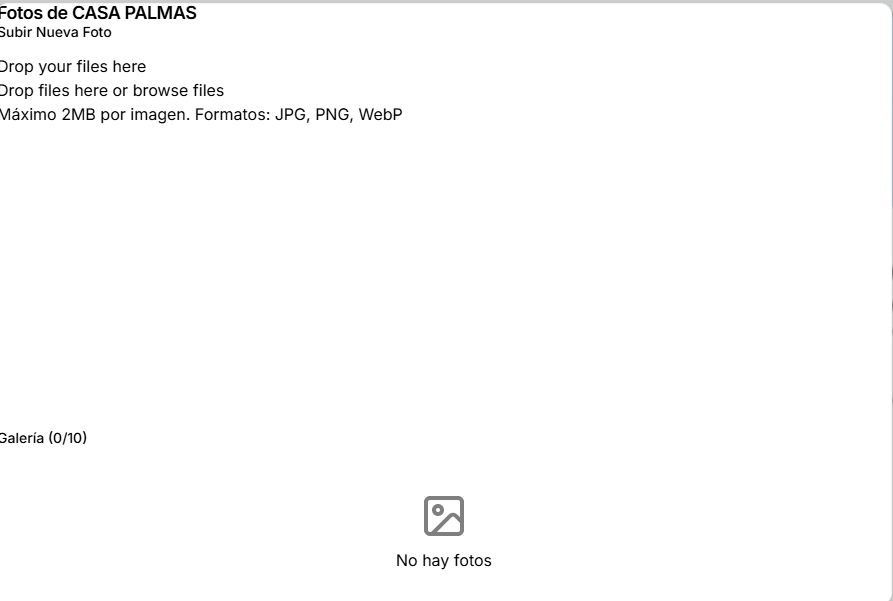 Fotos de CASA PALMAS
Subir Nueva Foto
Drop your files here
Drop files here or browse files
Máximo 2MB por imagen. Formatos: JPG, PNG, WebP
Galería (0/10)
No hay fotos